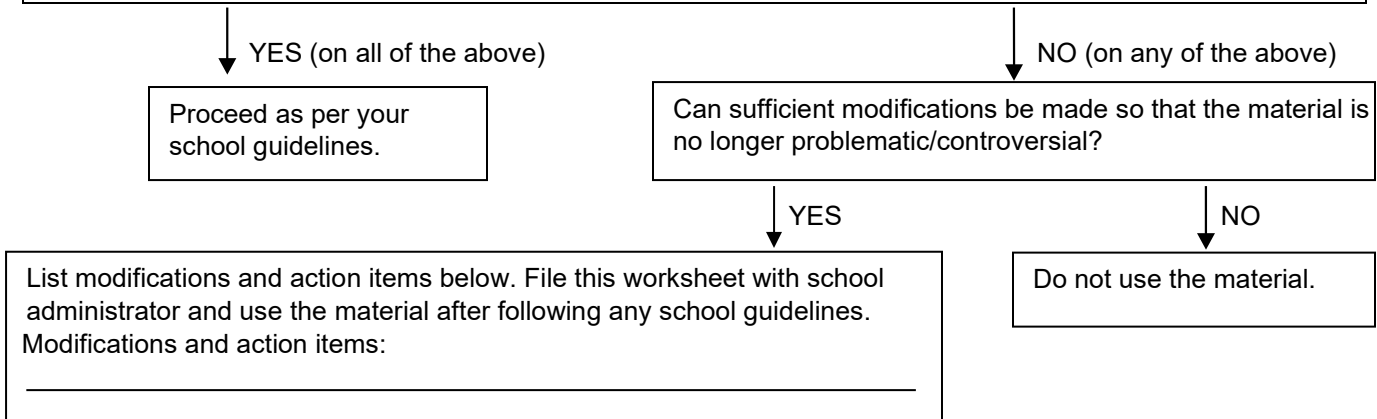 YES (on all of the above)
NO (on any of the above)
Proceed as per your
school guidelines.
Can sufficient modifications be made so that the material is
no longer problematic/controversial?
YES
NO
List modifications and action items below. File this worksheet with school
administrator and use the material after following any school guidelines.
Modifications and action items:
Do not use the material.